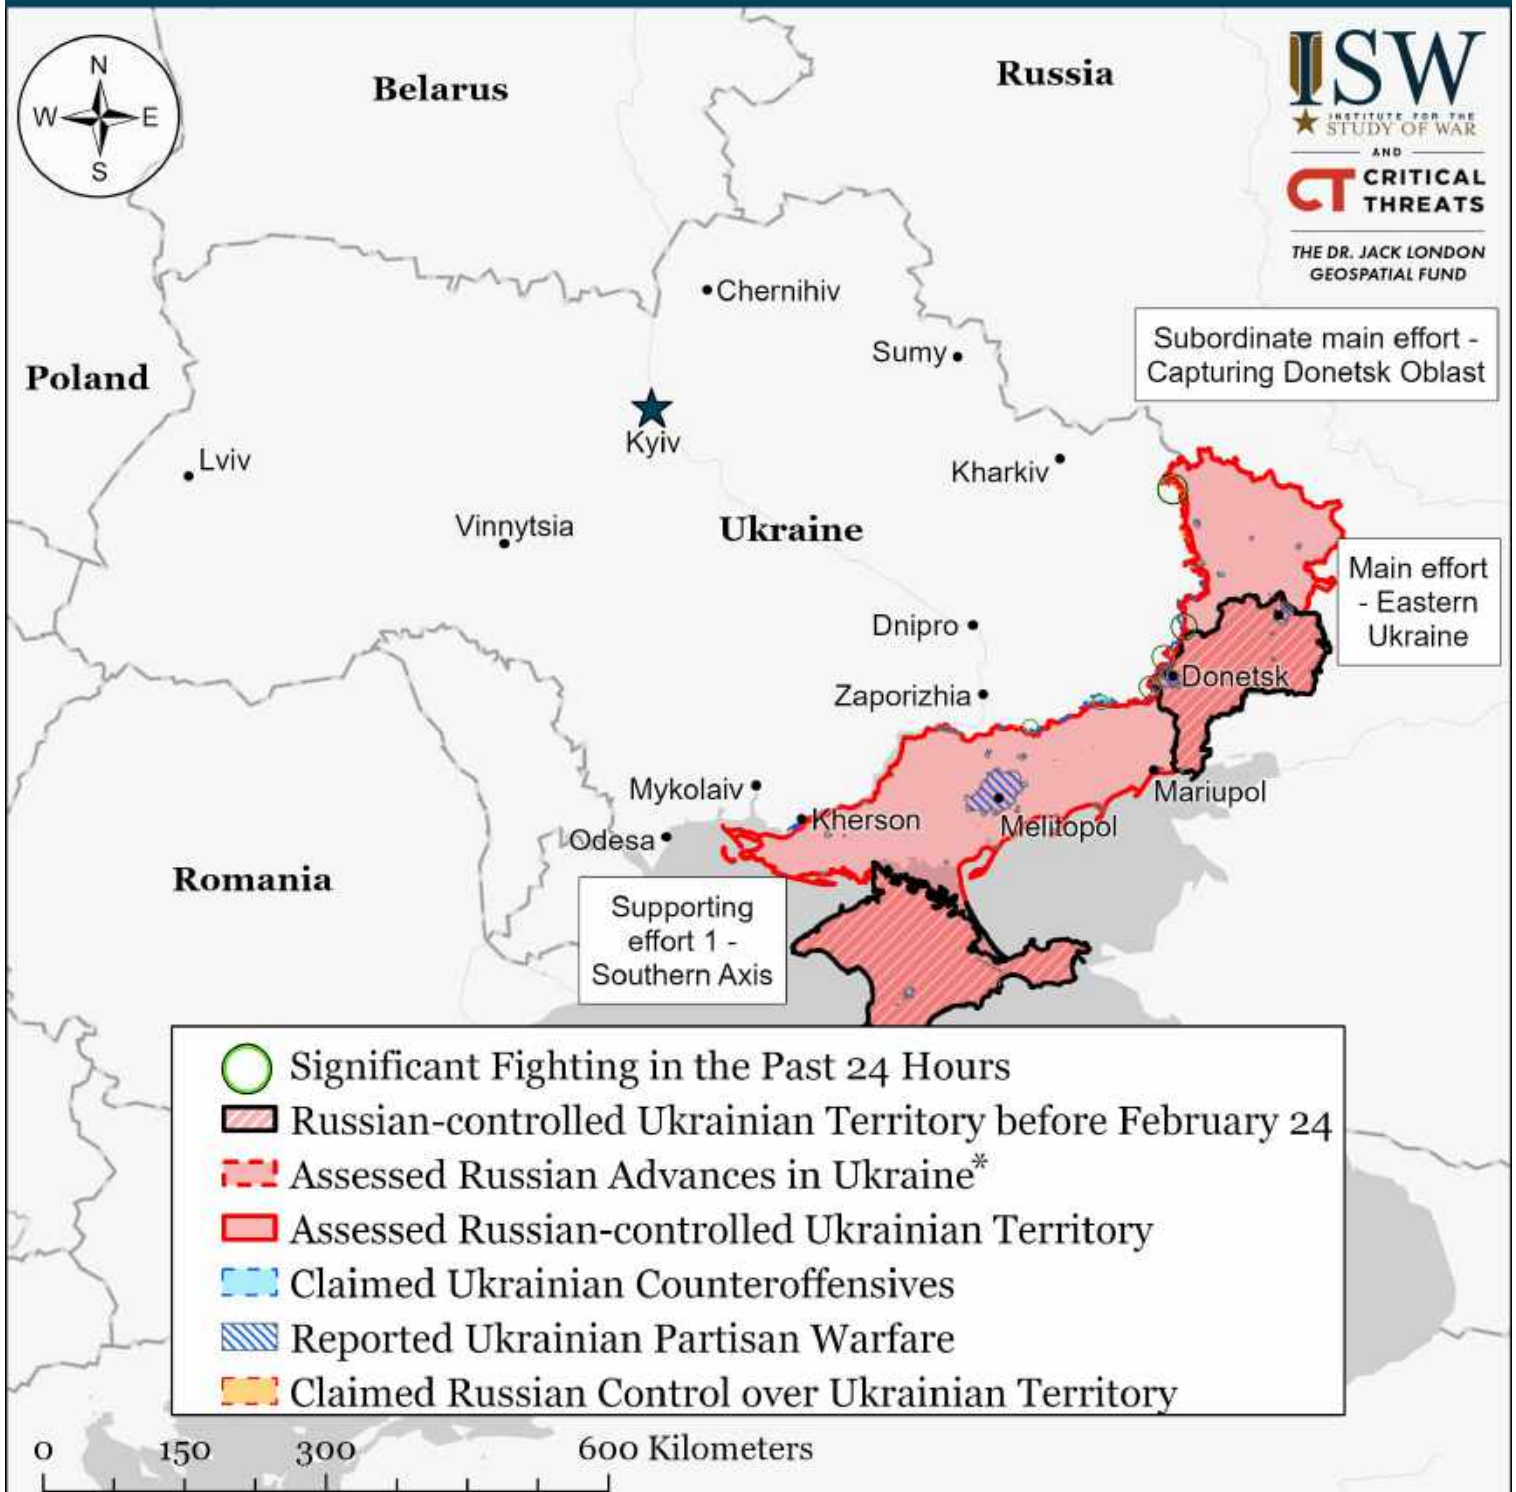 N
W
E
S
Belarus
Russia
ISW
INSTITUTE FOR THE
STUDY OF WAR
AND
CT CRITICAL
THREATS
THE DR. JACK LONDON
GEOSPATIAL FUND
Chernihiv
Subordinate main effort -
Capturing Donetsk Oblast
Sumy
Poland
Kyiv
Lviv
Kharkiv
Vinnytsia
Ukraine
Main effort
- Eastern
Ukraine
Dnipro
Donetsk
Zaporizhia
Mykolaiv
Mariupol
Kherson
Melitopol
Odesa
Romania
Supporting
effort 1 -
Southern Axis
Significant Fighting in the Past 24 Hours
Russian-controlled Ukrainian Territory before February 24
Assessed Russian Advances in Ukraine*
Assessed Russian-controlled Ukrainian Territory
Claimed Ukrainian Counteroffensives
Reported Ukrainian Partisan Warfare
Claimed Russian Control over Ukrainian Territory
0 150 300 600 Kilometers